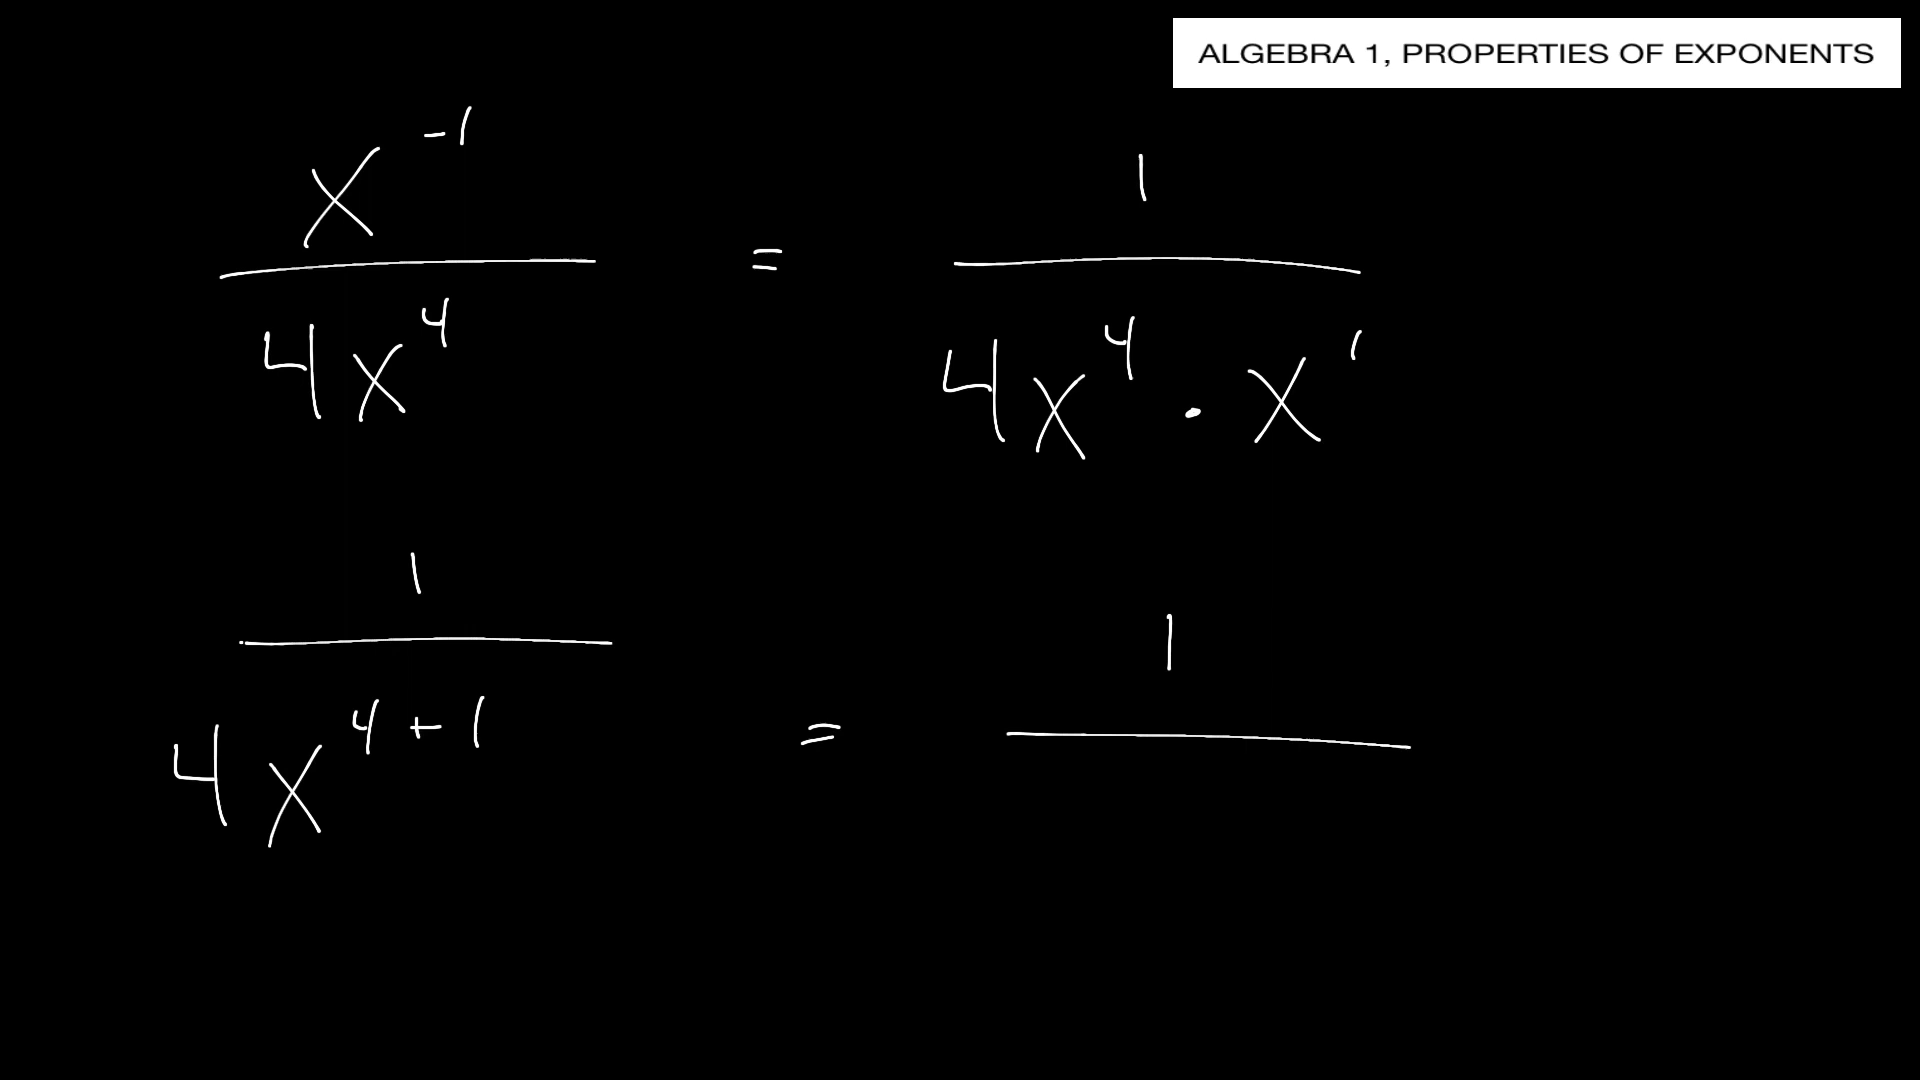 ALGEBRA 1, PROPERTIES OF EXPONENTS
x^-1 / 4x^4 = 1 / 4x^4 · x^1
1 / 4x^4+1 = 1 /